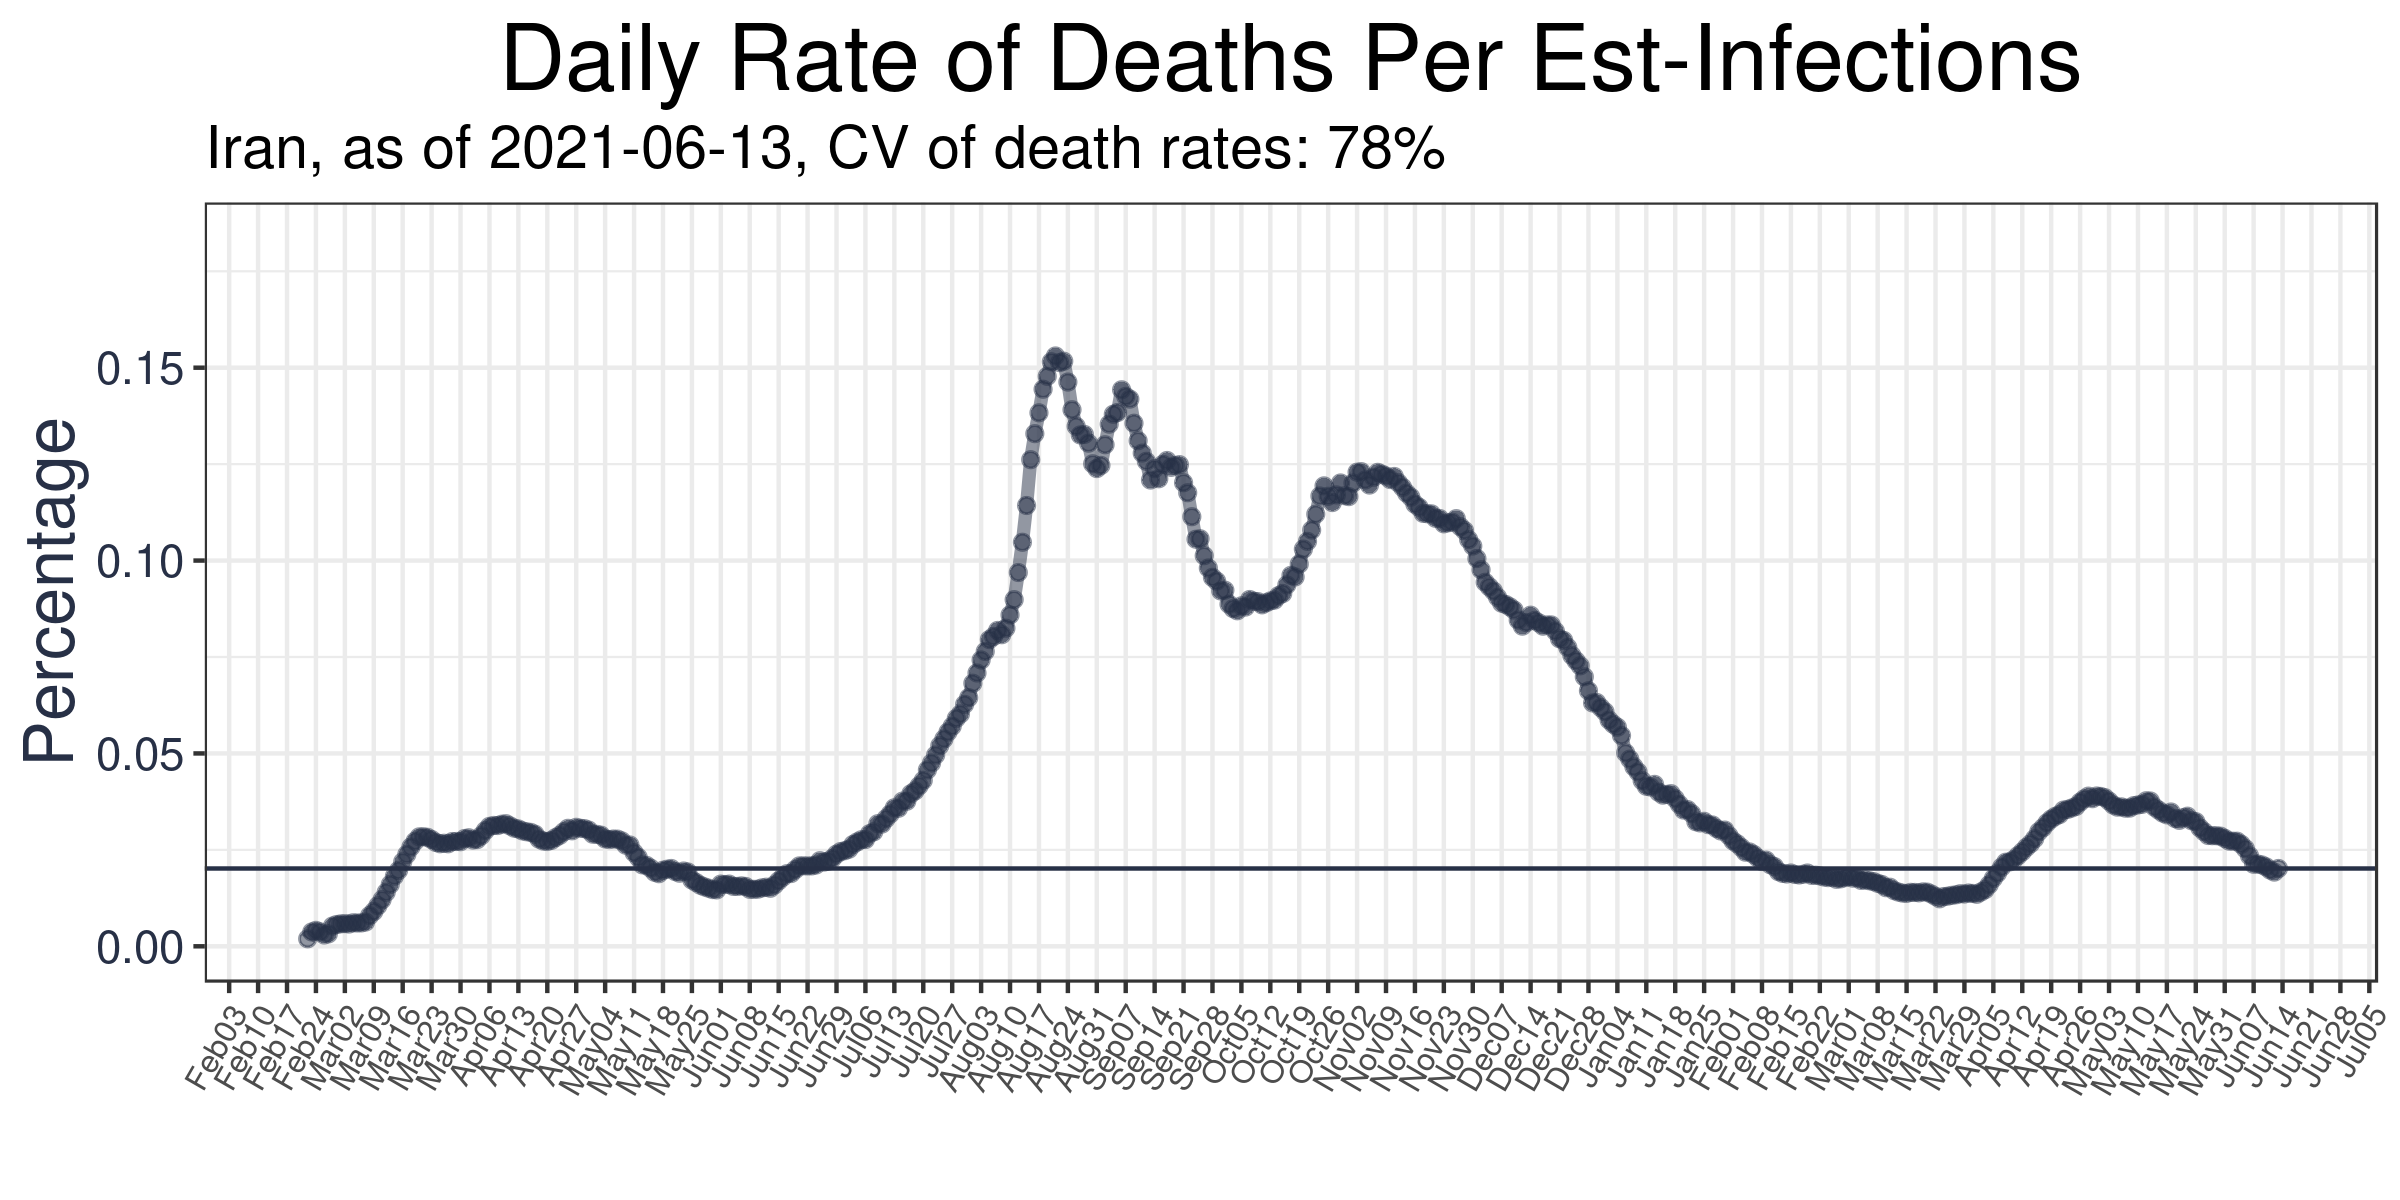 Daily Rate of Deaths Per Est-Infections
Iran, as of 2021-06-13, CV of death rates: 78%
Percentage
0.15
0.10
0.05
0.00
Feb03
Feb10
Feb17
Feb24
Mar02
Mar09
Mar16
Mar23
Mar30
Apr06
Apr13
Apr20
Apr27
May04
May11
May18
May25
Jun01
Jun08
Jun15
Jun22
Jun29
Jul06
Jul13
Jul20
Jul27
Aug03
Aug10
Aug17
Aug24
Aug31
Sep07
Sep14
Sep21
Sep28
Oct05
Oct12
Oct19
Oct26
Nov02
Nov09
Nov16
Nov23
Nov30
Dec07
Dec14
Dec21
Dec28
Jan04
Jan11
Jan18
Jan25
Feb01
Feb08
Feb15
Feb22
Mar01
Mar08
Mar15
Mar22
Mar29
Apr05
Apr12
Apr19
Apr26
May03
May10
May17
May24
May31
Jun07
Jun14
Jun21
Jun28
Jul05